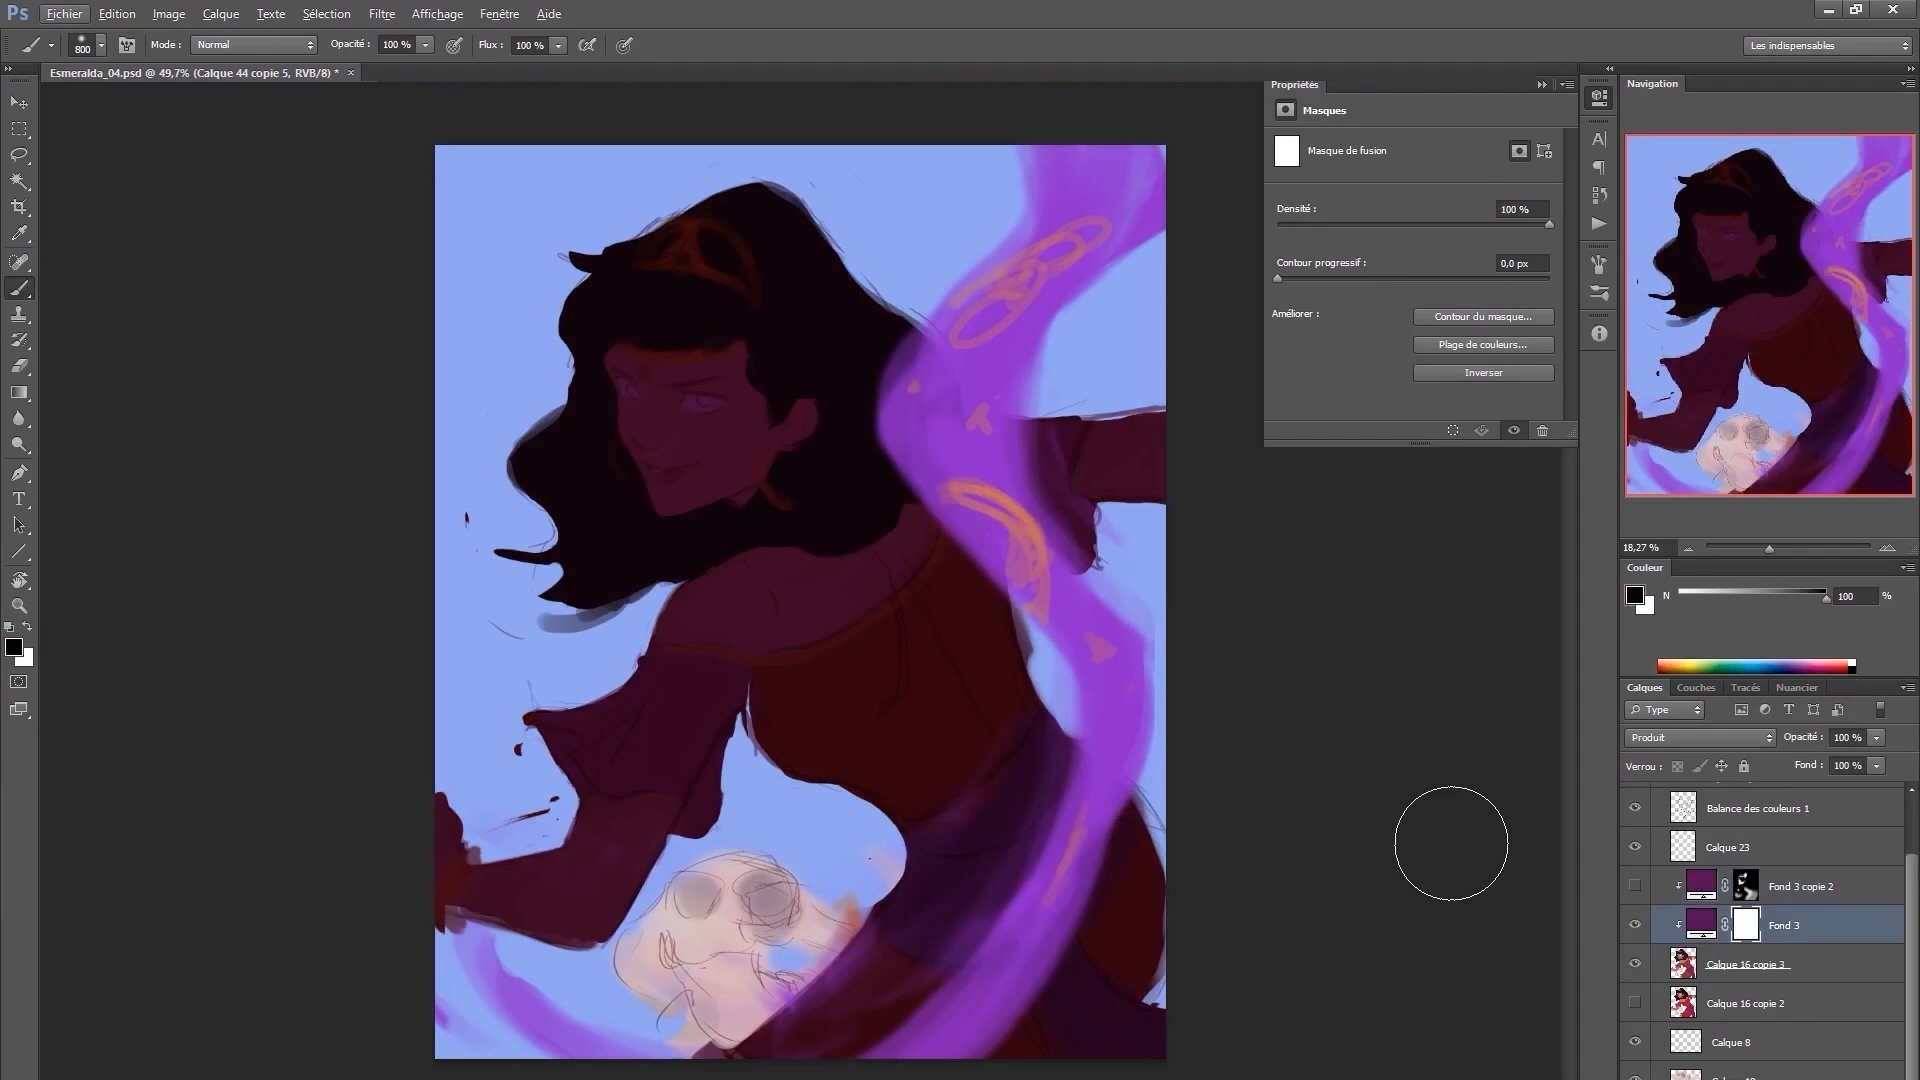 Ps Fichier Edition Image Calque Texte Sélection Filtre Affichage Fenêtre Aide
800 Mode : Normal Opacité : 100 % Flux : 100 % Les indispensables
Esmeralda_04.psd @ 49,7% (Calque 44 copie 5, RVB/8) * ×
Propriétés
Masques
Masque de fusion
Densité : 100 %
Contour progressif : 0,0 px
Améliorer : Contour du masque...
Plage de couleurs...
Inverser
Navigation
18,27 %
Couleur
N 100 %
Calques Couches Tracés Nuancier
Type
Produit Opacité : 100 %
Verrou : Fond : 100 %
Balance des couleurs 1
Calque 23
Fond 3 copie 2
Fond 3
Calque 16 copie 3
Calque 16 copie 2
Calque 8